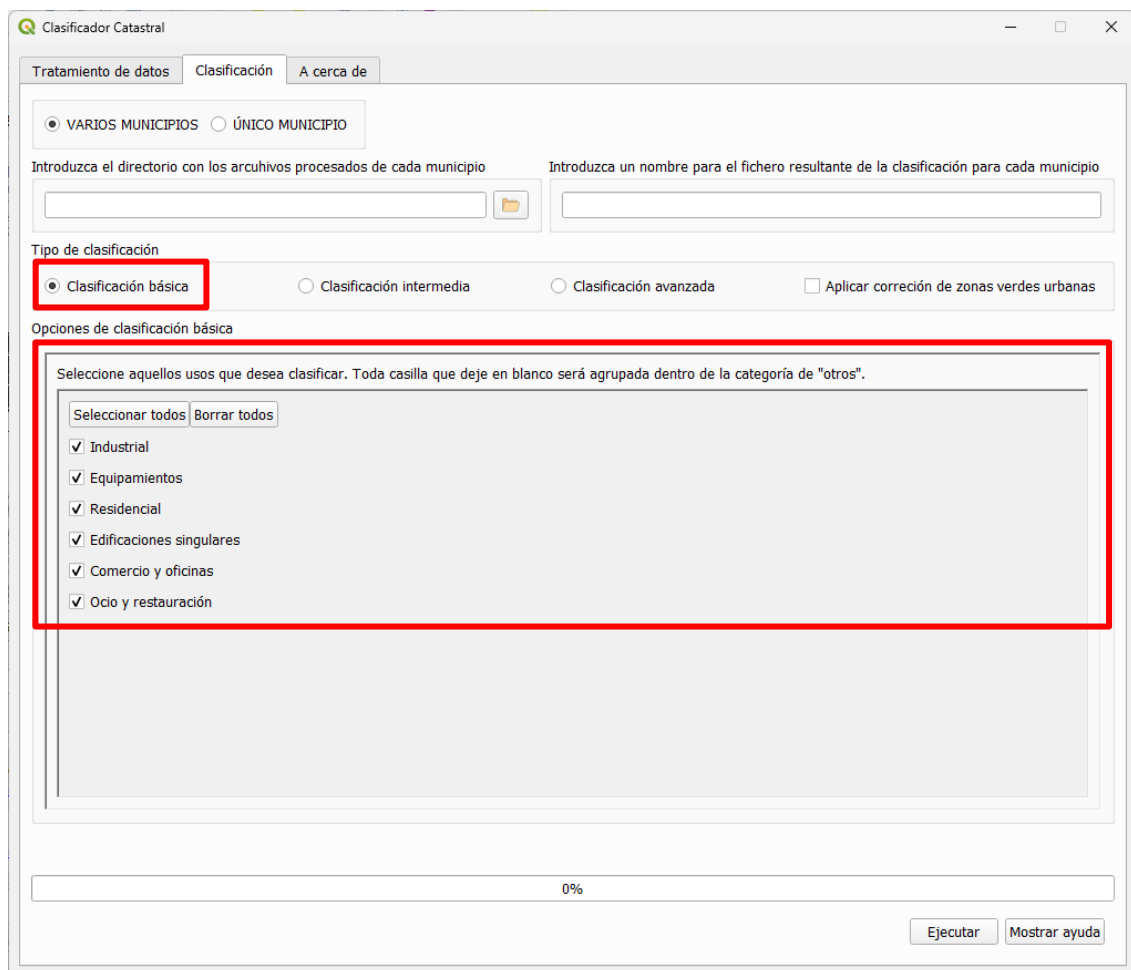 Clasificador Catastral
Tratamiento de datos Clasificación A cerca de
VARIOS MUNICIPIOS ÚNICO MUNICIPIO
Introduzca el directorio con los arcuhivos procesados de cada municipio Introduzca un nombre para el fichero resultante de la clasificación para cada municipio
Tipo de clasificación
Clasificación básica Clasificación intermedia Clasificación avanzada Aplicar correción de zonas verdes urbanas
Opciones de clasificación básica
Seleccione aquellos usos que desea clasificar. Toda casilla que deje en blanco será agrupada dentro de la categoría de "otros".
Seleccionar todos Borrar todos
Industrial
Equipamientos
Residencial
Edificaciones singulares
Comercio y oficinas
Ocio y restauración
0%
Ejecutar Mostrar ayuda